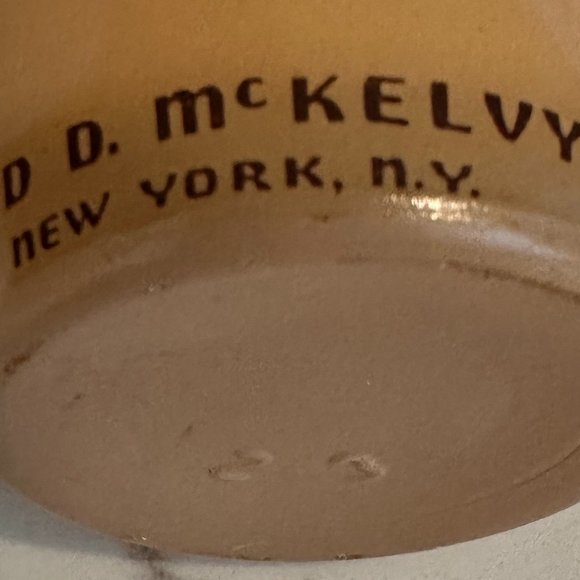 D D. McKELVY
NEW YORK, N.Y.